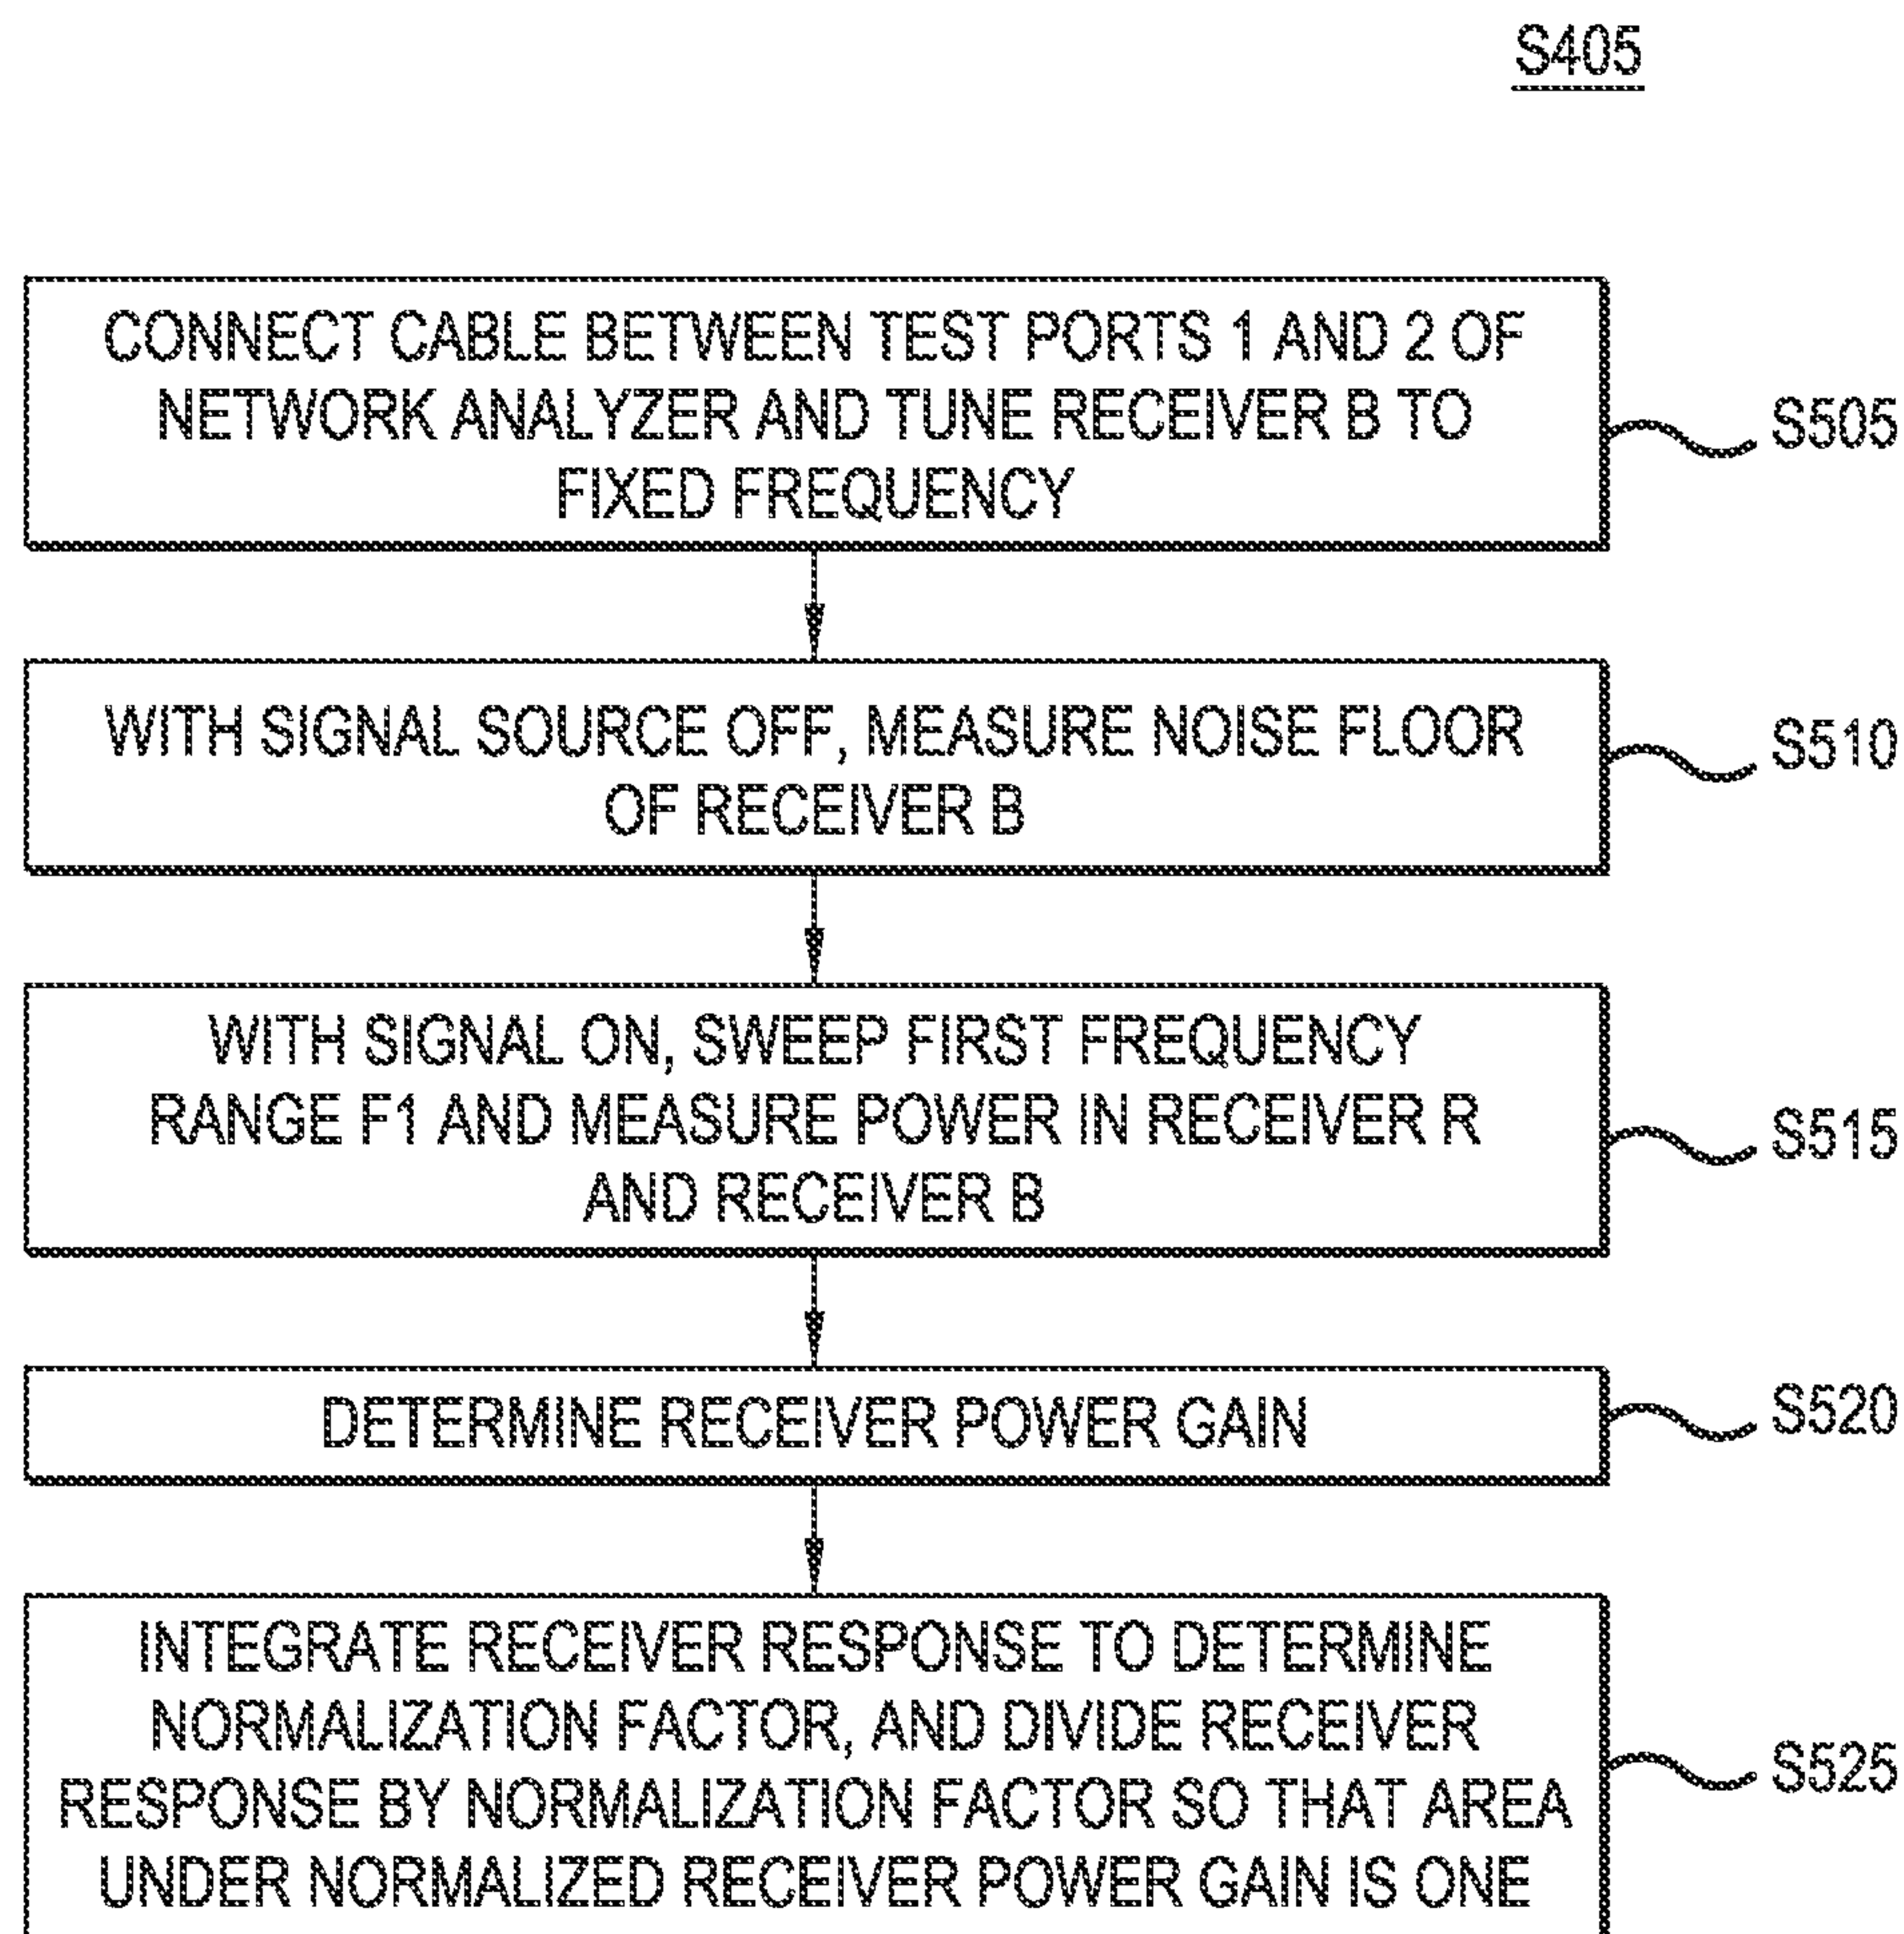 S405
CONNECT CABLE BETWEEN TEST PORTS 1 AND 2 OF
NETWORK ANALYZER AND TUNE RECEIVER B TO
FIXED FREQUENCY
S505
WITH SIGNAL SOURCE OFF, MEASURE NOISE FLOOR
OF RECEIVER B
S510
WITH SIGNAL ON, SWEEP FIRST FREQUENCY
RANGE F1 AND MEASURE POWER IN RECEIVER R
AND RECEIVER B
S515
DETERMINE RECEIVER POWER GAIN
S520
INTEGRATE RECEIVER RESPONSE TO DETERMINE
NORMALIZATION FACTOR, AND DIVIDE RECEIVER
RESPONSE BY NORMALIZATION FACTOR SO THAT AREA
UNDER NORMALIZED RECEIVER POWER GAIN IS ONE
S525